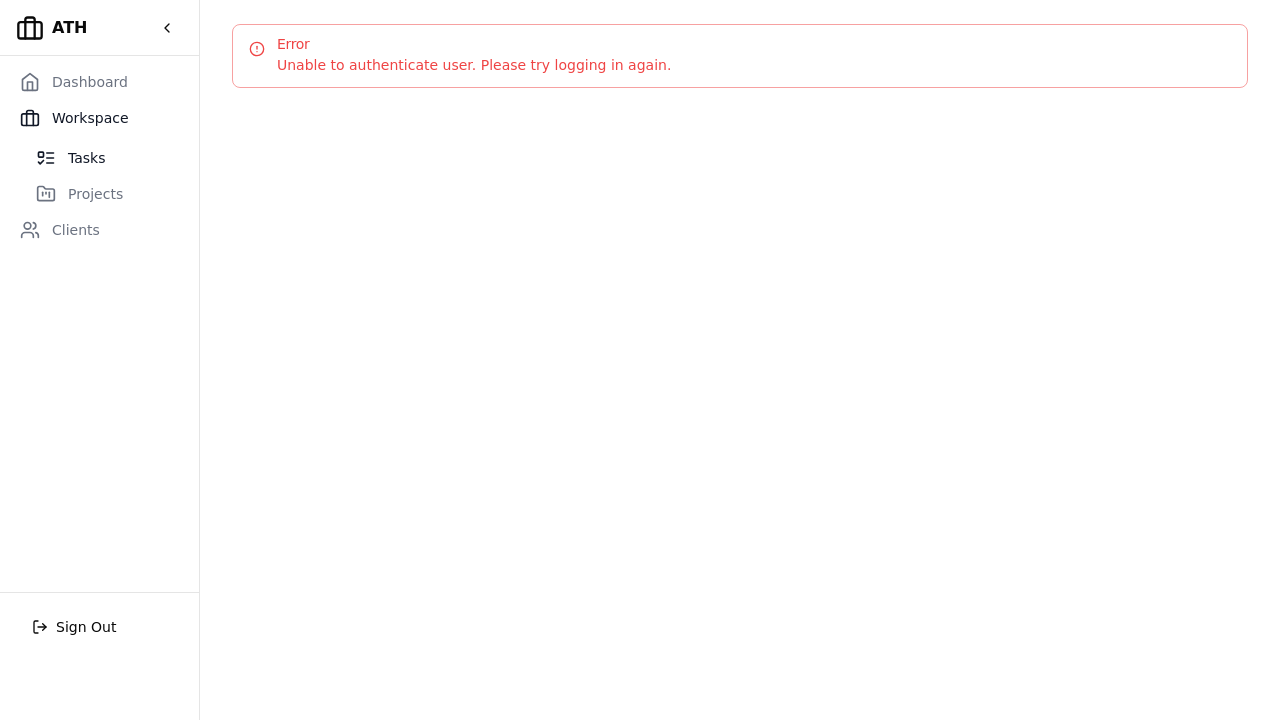 ATH
Dashboard
Workspace
Tasks
Projects
Clients
Sign Out
Error
Unable to authenticate user. Please try logging in again.